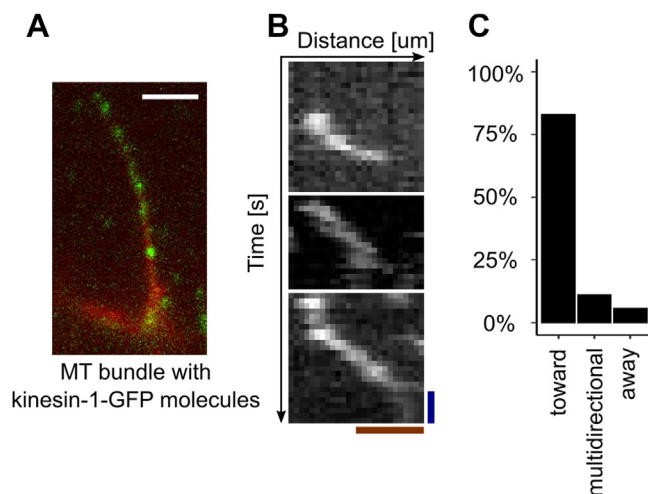 A
MT bundle with
kinesin-1-GFP molecules
B
Distance [um]
Time [s]
C
100%
75%
50%
25%
0%
toward
multidirectional
away